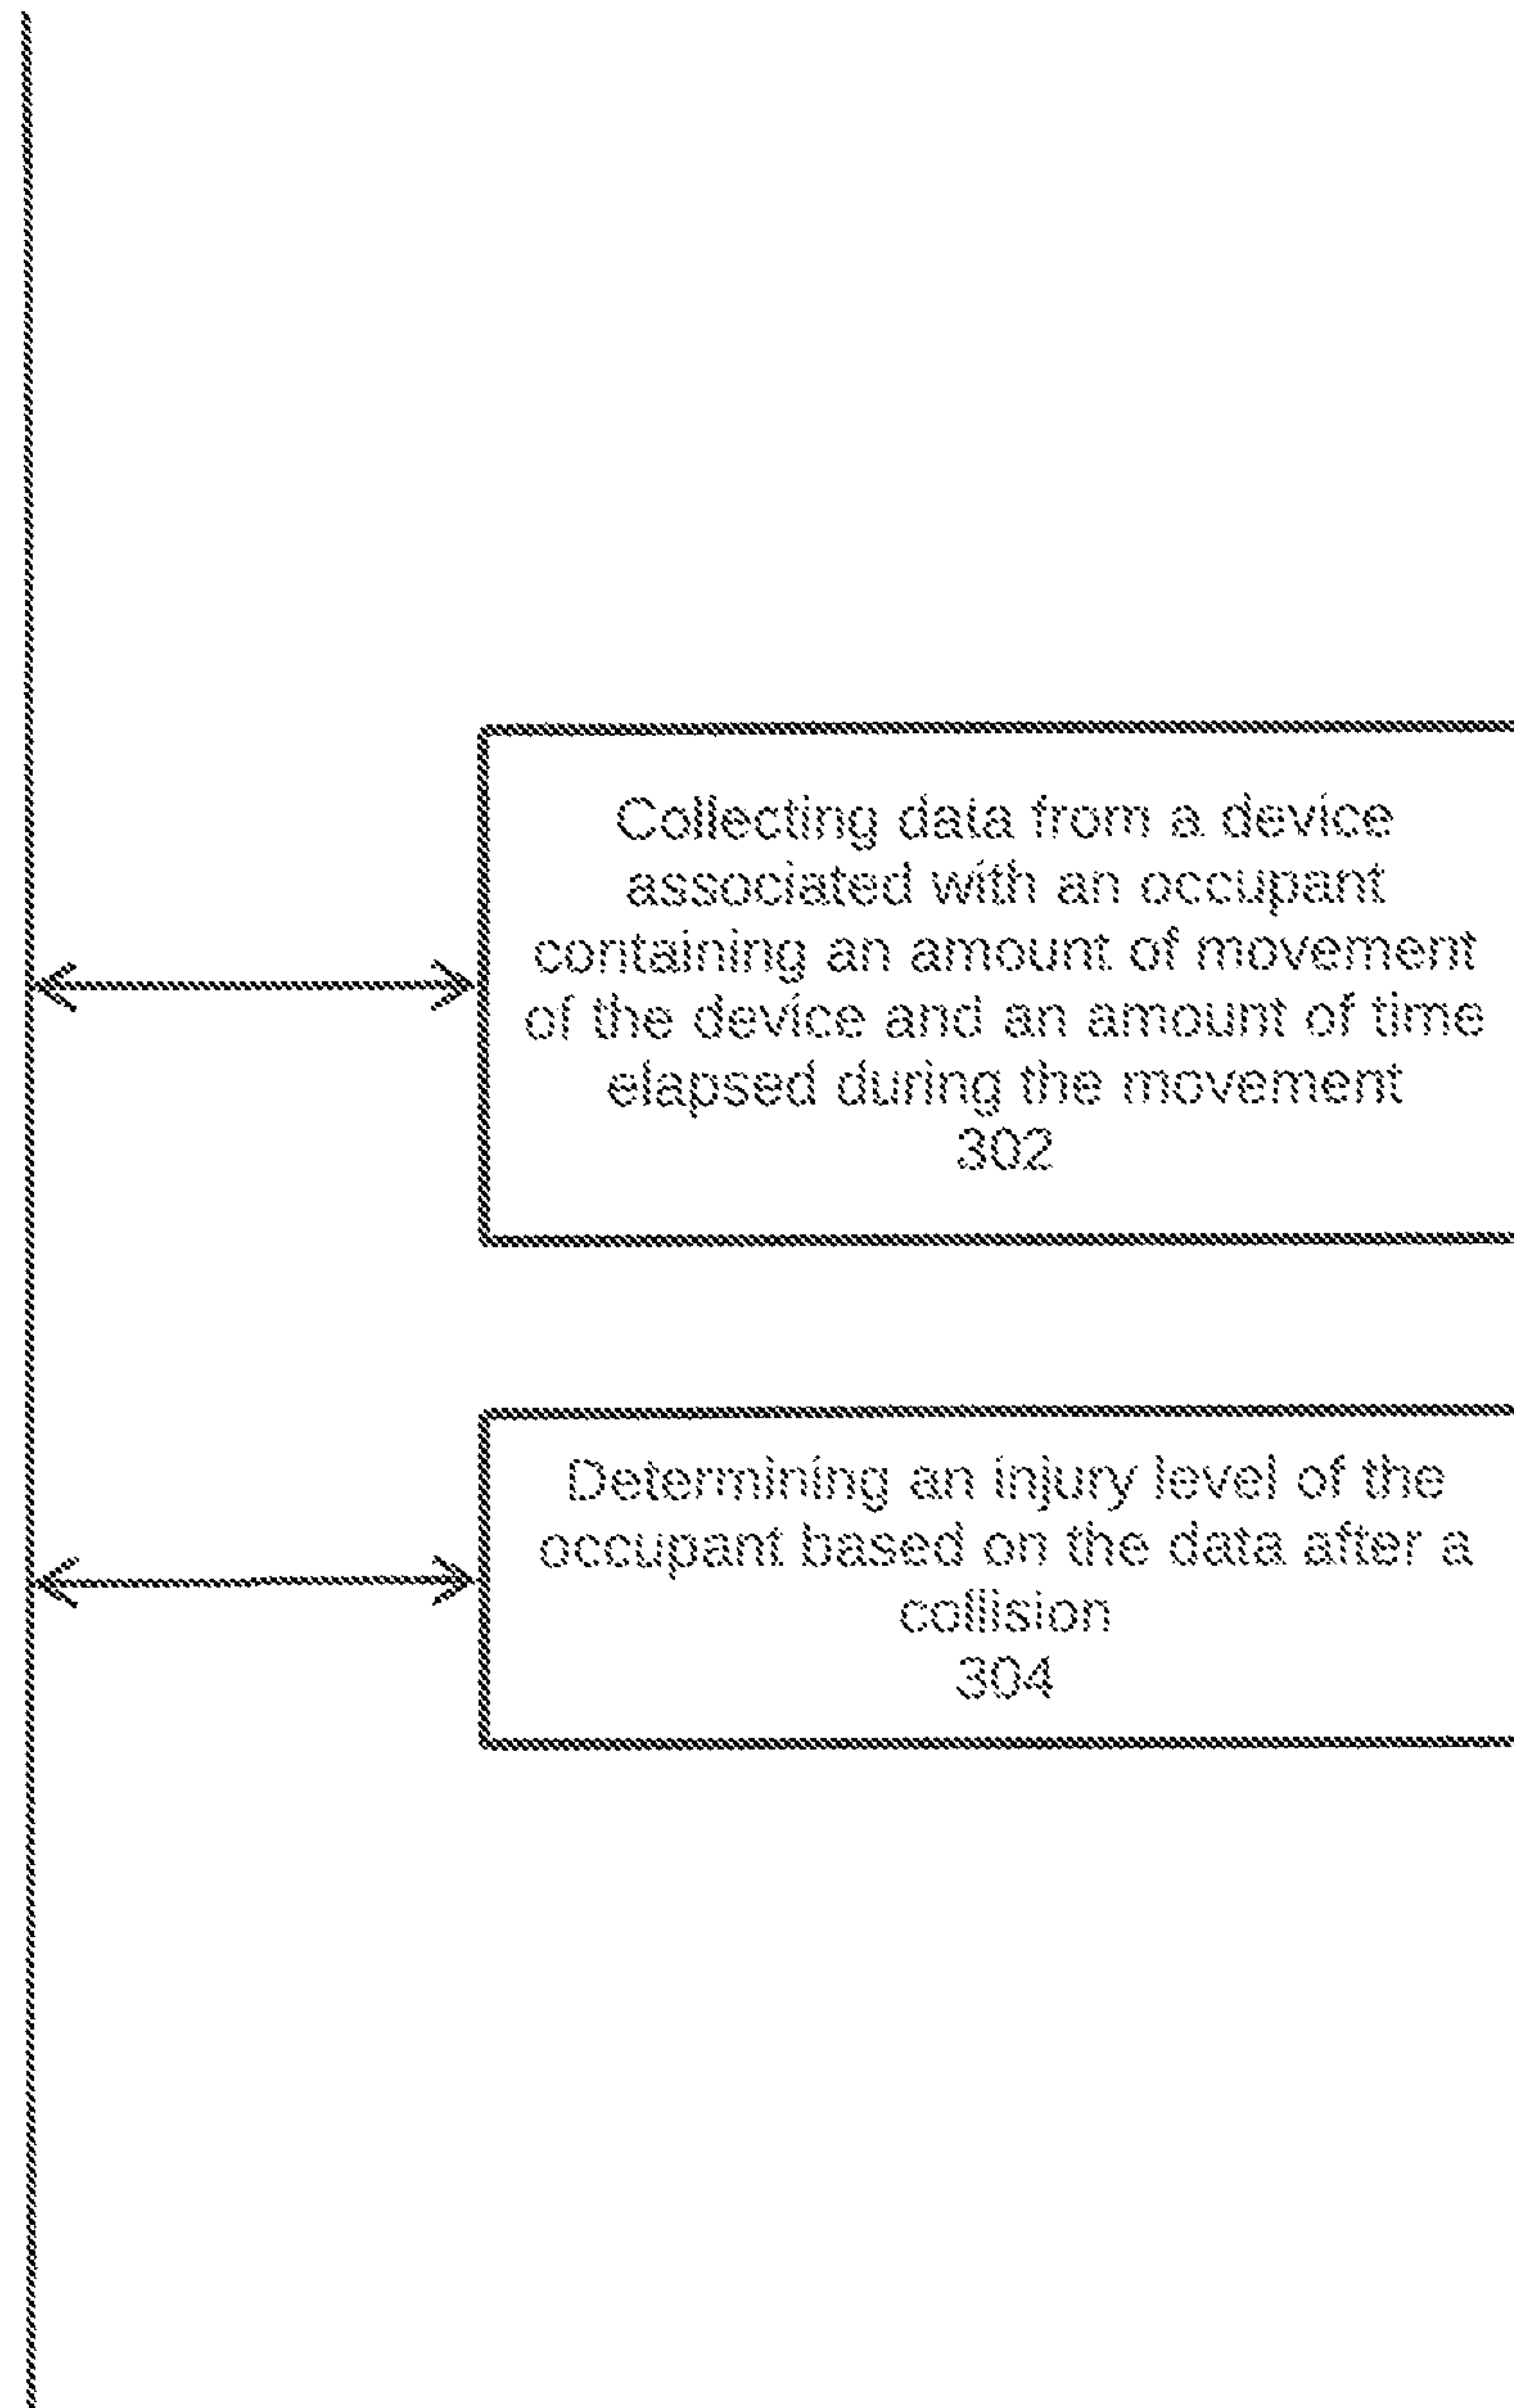 Collecting data from a device
associated with an occupant
containing an amount of movement
of the device and an amount of time
elapsed during the movement
302
Determining an injury level of the
occupant based on the data after a
collision
304